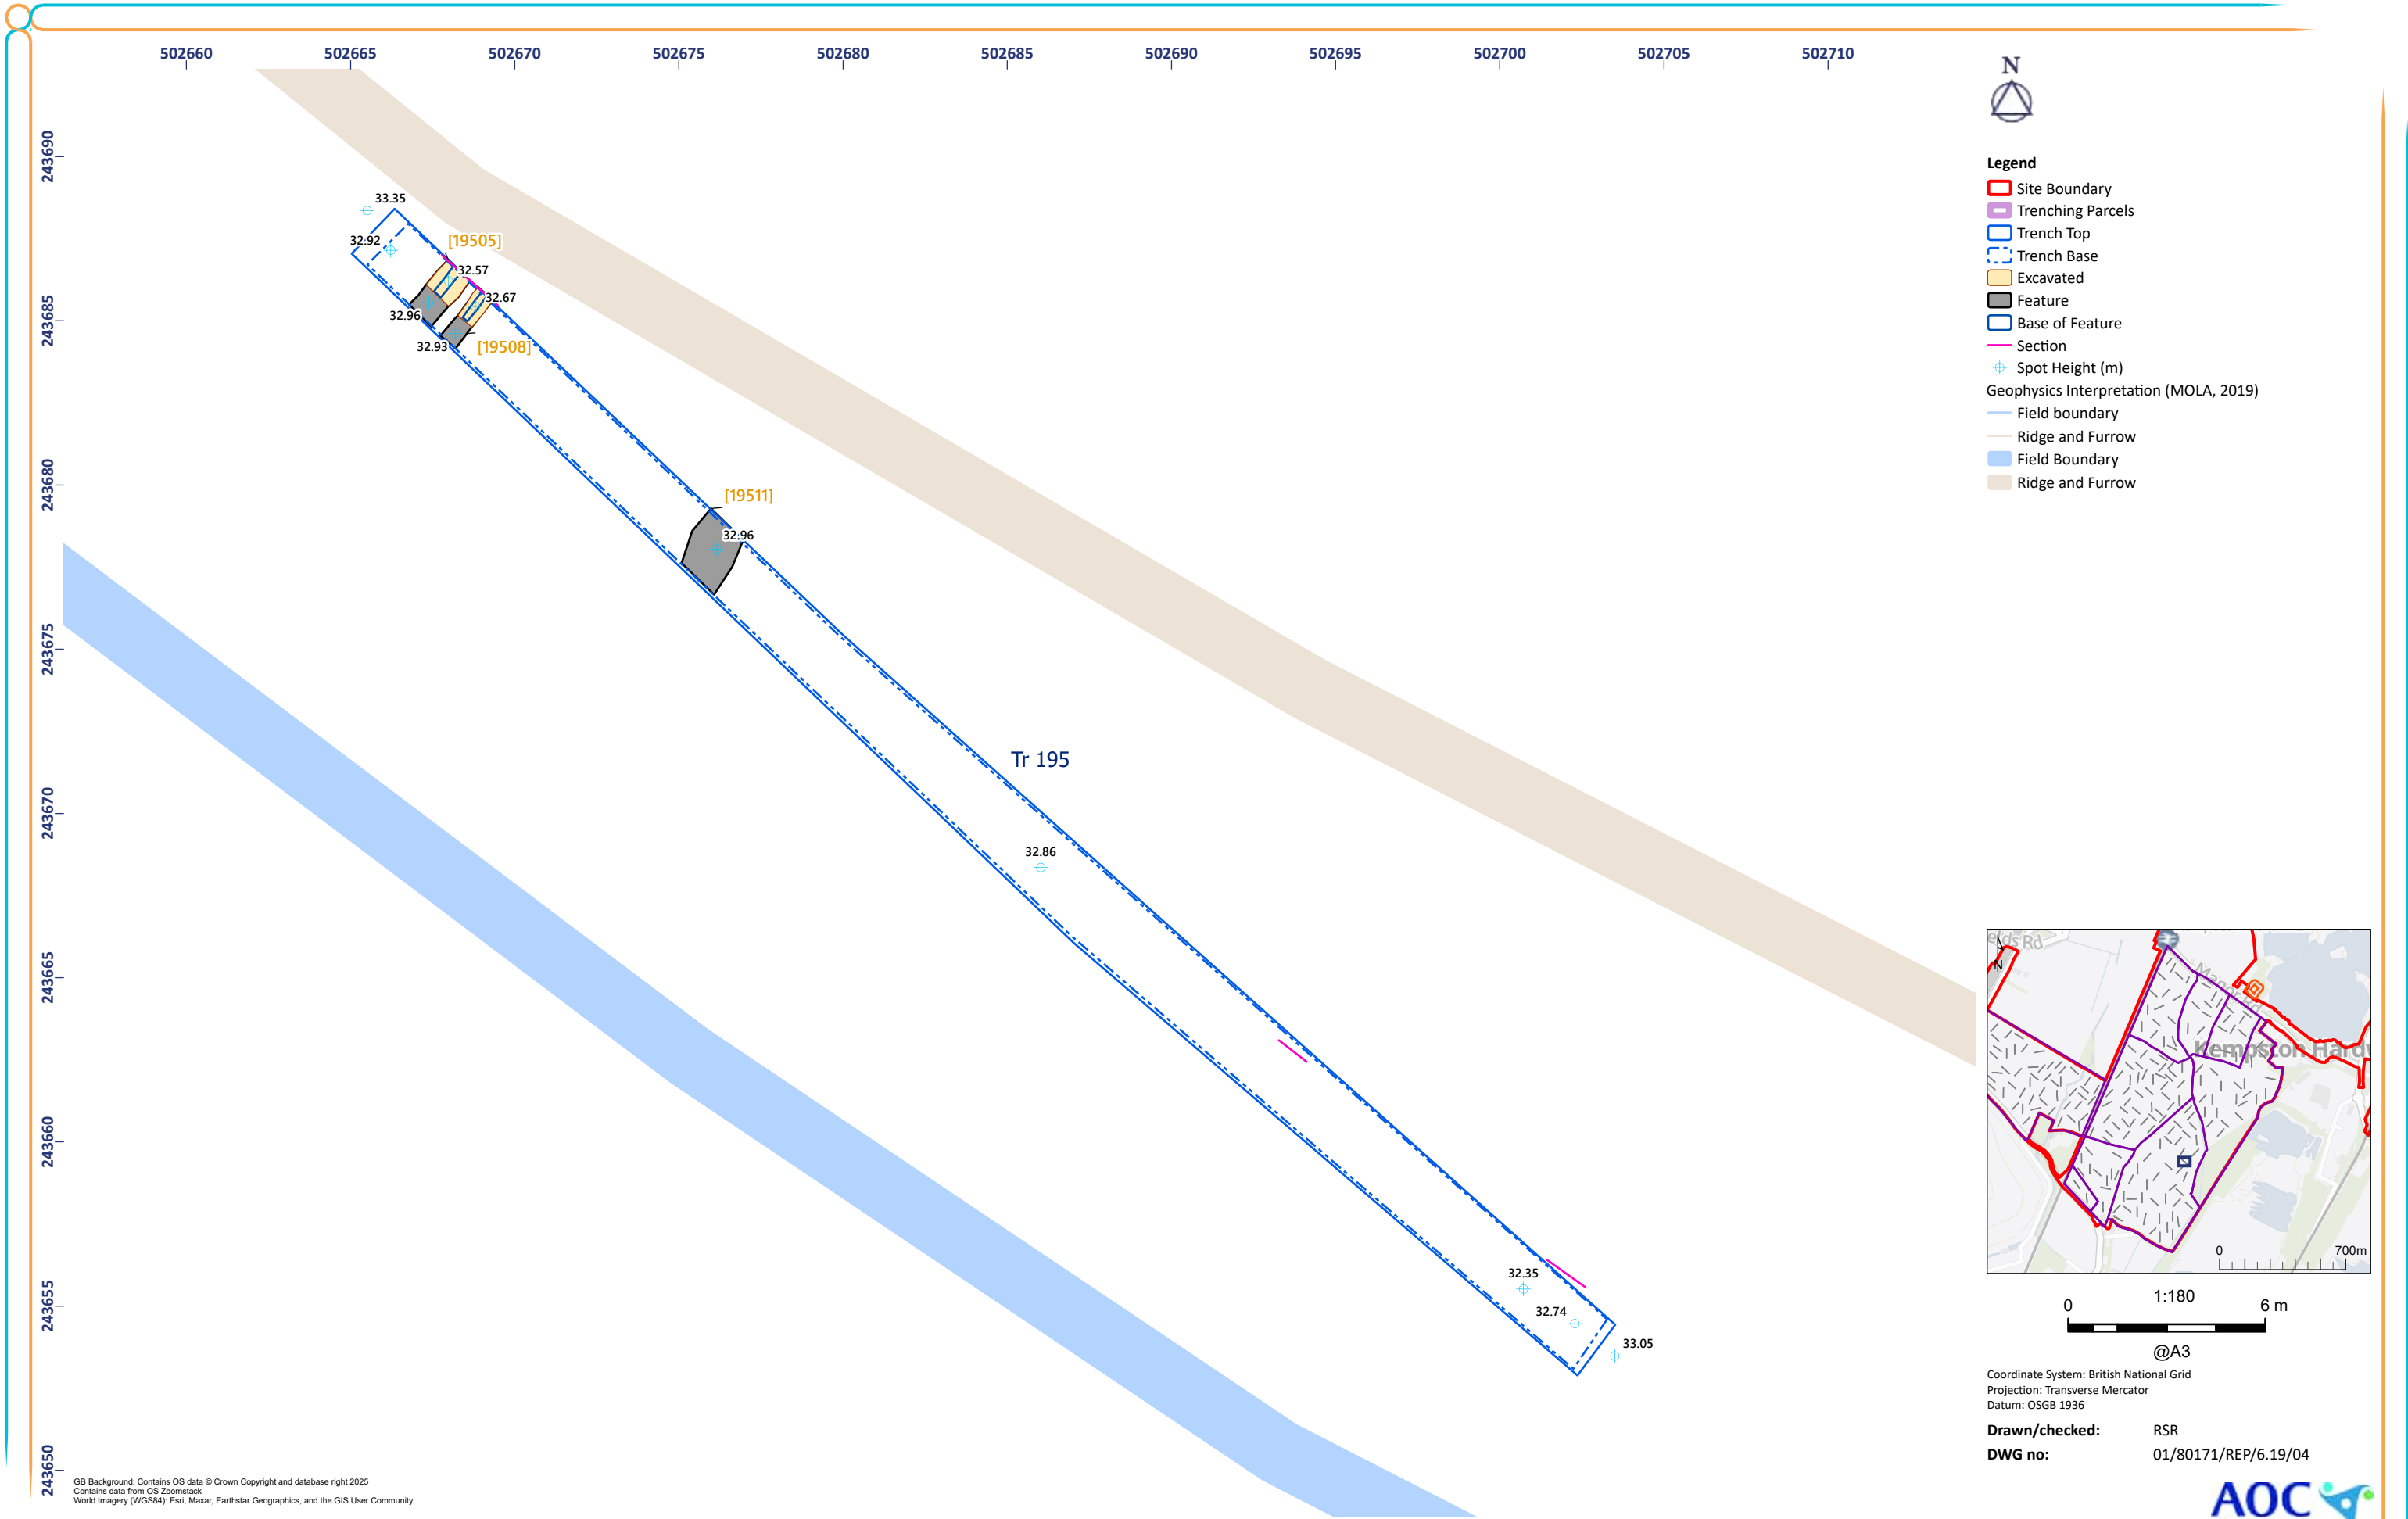 502660 502665 502670 502675 502680 502685 502690 502695 502700 502705 502710
243690
243685
243680
243675
243670
243665
243660
243655
243650
33.35
32.92
[19505]
32.57
32.67
32.96
32.93
[19508]
[19511]
32.96
Tr 195
32.86
32.35
32.74
33.05
GB Background: Contains OS data © Crown Copyright and database right 2025
Contains data from OS Zoomstack
World Imagery (WGS84): Esri, Maxar, Earthstar Geographics, and the GIS User Community
N
Legend
Site Boundary
Trenching Parcels
Trench Top
Trench Base
Excavated
Feature
Base of Feature
Section
Spot Height (m)
Geophysics Interpretation (MOLA, 2019)
Field boundary
Ridge and Furrow
Field Boundary
Ridge and Furrow
N
Rd
Kempston Hardw
0 700m
1:180
0 6 m
@A3
Coordinate System: British National Grid
Projection: Transverse Mercator
Datum: OSGB 1936
Drawn/checked: RSR
DWG no: 01/80171/REP/6.19/04
AOC